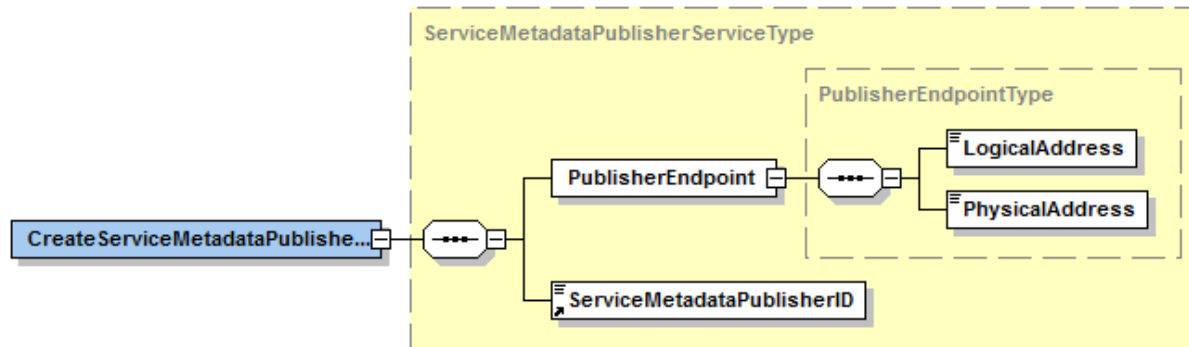 ServiceMetadataPublisherServiceType
PublisherEndpointType
LogicalAddress
PublisherEndpoint
PhysicalAddress
CreateServiceMetadataPublishe...
ServiceMetadataPublisherID